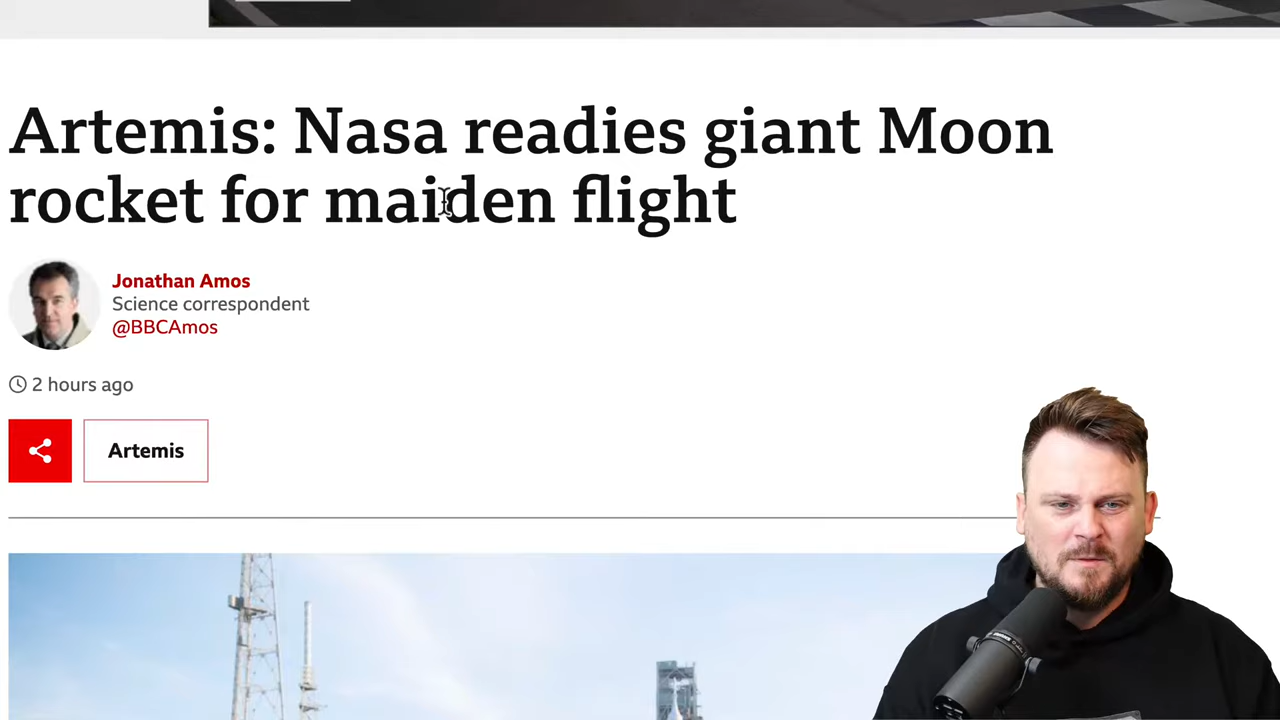 Artemis: Nasa readies giant Moon
rocket for maiden flight
Jonathan Amos
Science correspondent
@BBCAmos
2 hours ago
Artemis